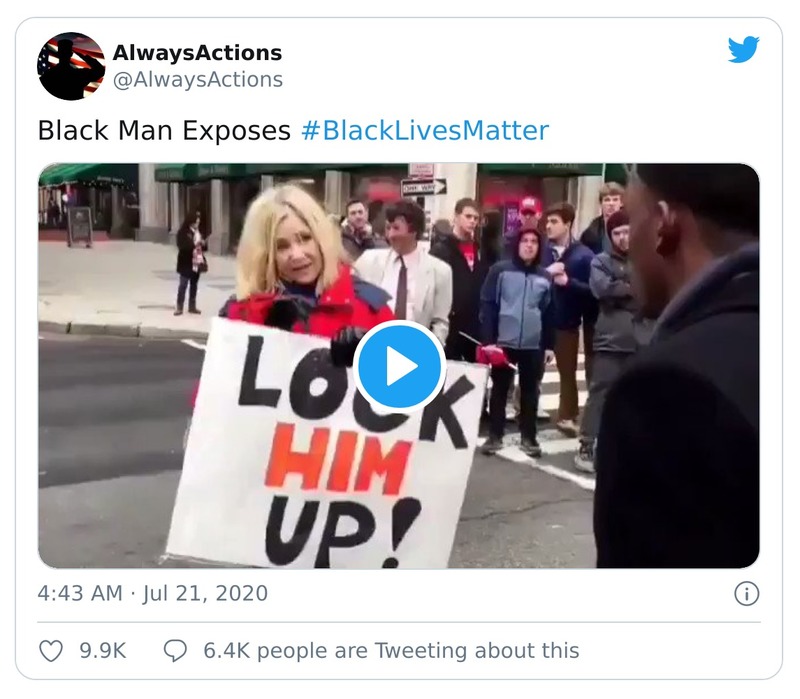 AlwaysActions
@AlwaysActions
Black Man Exposes #BlackLivesMatter
ONE WAY
LOCK
HIM
UP!
4:43 AM · Jul 21, 2020
9.9K
6.4K people are Tweeting about this